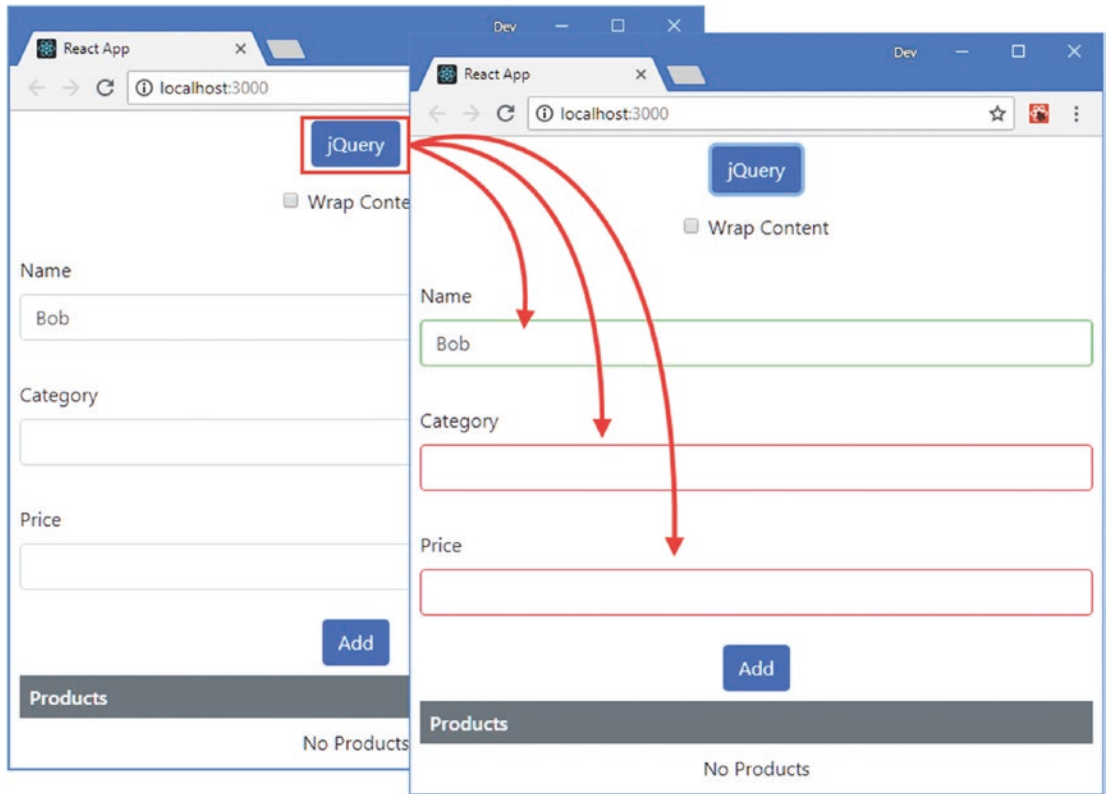 Dev
React App
localhost:3000
jQuery
Wrap Conte
Name
Bob
Category
Price
Add
Products
No Products
Dev
React App
localhost:3000
jQuery
Wrap Content
Name
Bob
Category
Price
Add
Products
No Products